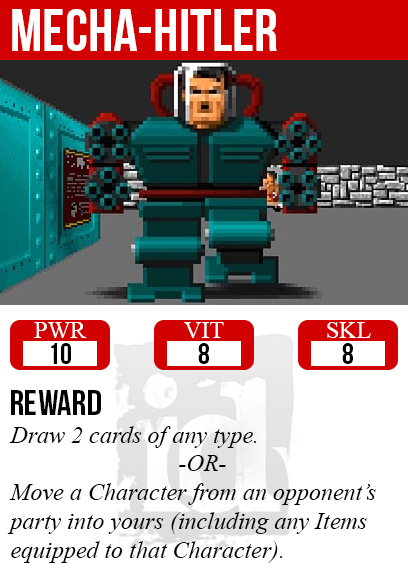 MECHA-HITLER
PWR
10
VIT
8
SKL
8
REWARD
Draw 2 cards of any type.
-OR-
Move a Character from an opponent's
party into yours (including any Items
equipped to that Character).